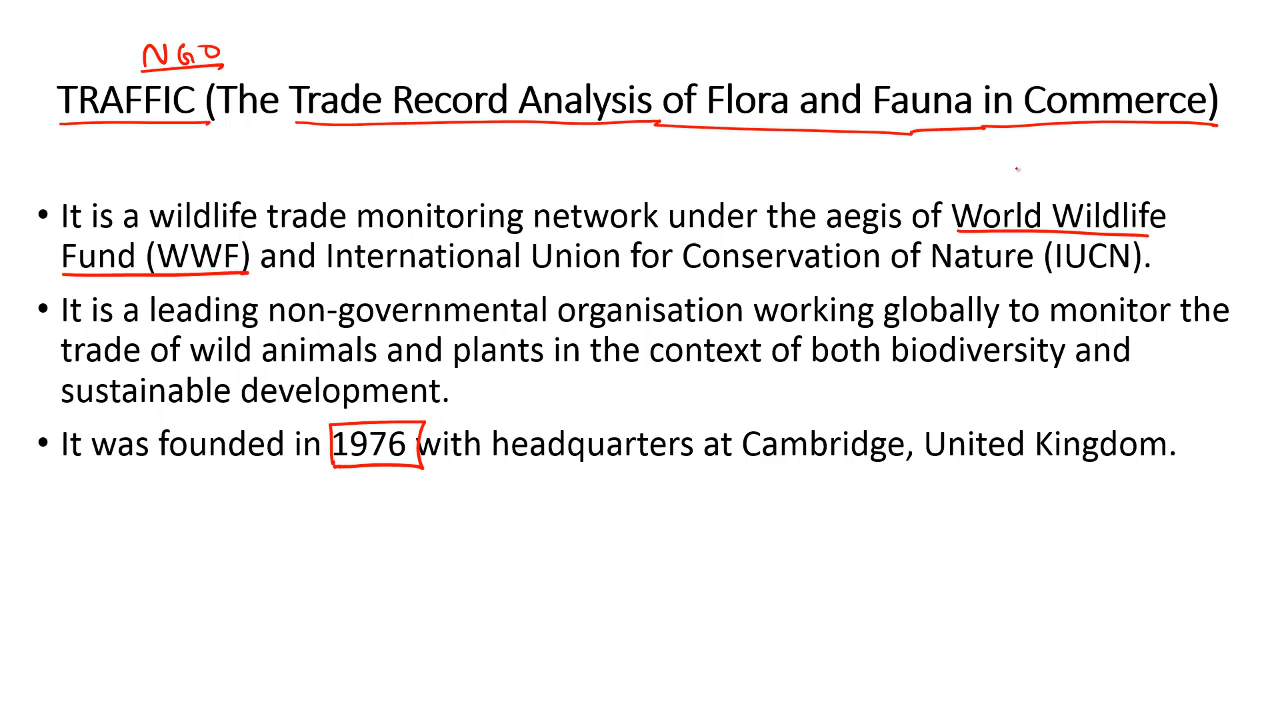 NGO
TRAFFIC (The Trade Record Analysis of Flora and Fauna in Commerce)
• It is a wildlife trade monitoring network under the aegis of World Wildlife
Fund (WWF) and International Union for Conservation of Nature (IUCN).
• It is a leading non-governmental organisation working globally to monitor the
trade of wild animals and plants in the context of both biodiversity and
sustainable development.
• It was founded in 1976 with headquarters at Cambridge, United Kingdom.